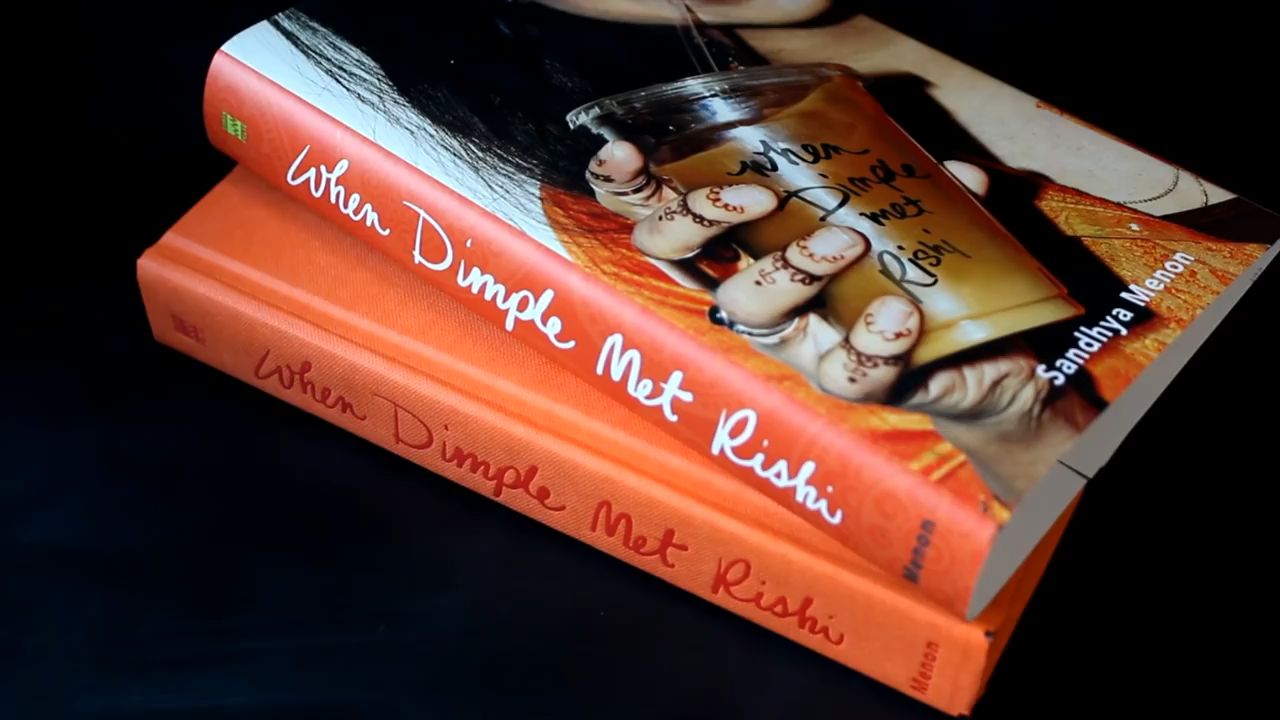 When Dimple Met Rishi
Menon
when
Dimple
met
Rishi
Sandhya Menon
When Dimple Met Rishi
Menon